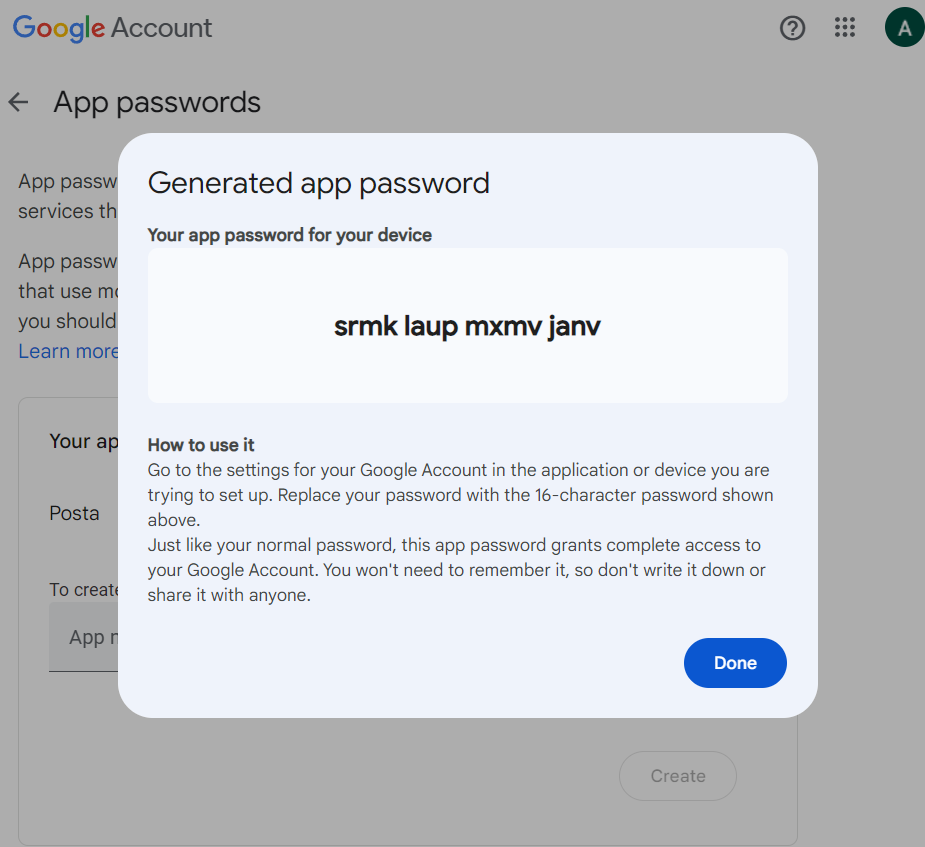 Google Account
A
App passwords
App passw
services th
App passw
that use mo
you should
Learn more
Generated app password
Your app password for your device
srmk laup mxmv janv
How to use it
Go to the settings for your Google Account in the application or device you are
trying to set up. Replace your password with the 16-character password shown
above.
Just like your normal password, this app password grants complete access to
your Google Account. You won't need to remember it, so don't write it down or
share it with anyone.
Done
Your ap
Posta
To create
App n
Create